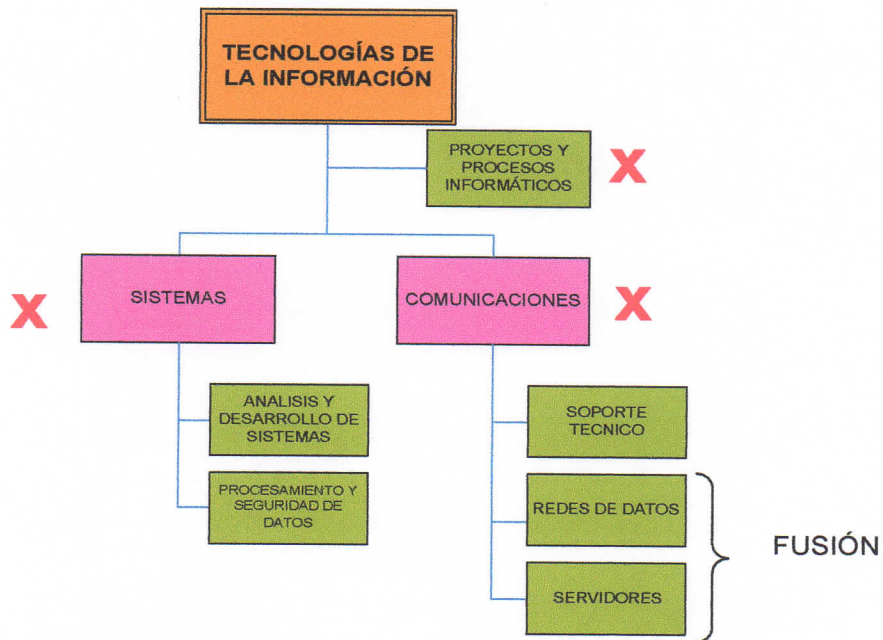 TECNOLOGÍAS DE
LA INFORMACIÓN
PROYECTOS Y
PROCESOS
INFORMÁTICOS
X
SISTEMAS
X
COMUNICACIONES
X
ANALISIS Y
DESARROLLO DE
SISTEMAS
PROCESAMIENTO Y
SEGURIDAD DE
DATOS
SOPORTE
TECNICO
REDES DE DATOS
SERVIDORES
FUSIÓN